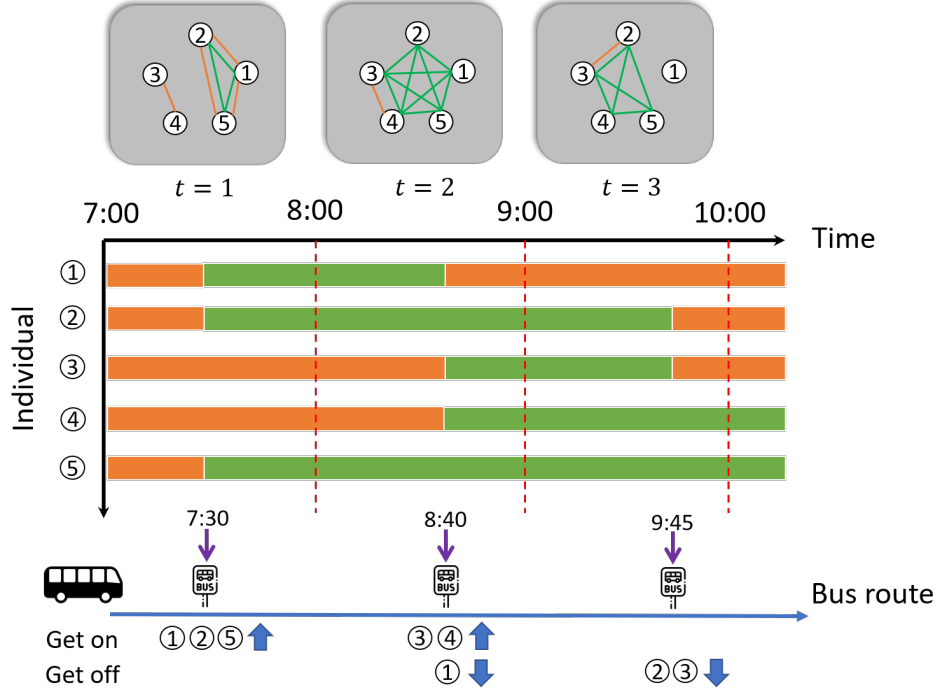 2
3
1
4
5
2
3
1
4
5
2
3
1
4
5
t = 1
t = 2
t = 3
7:00
8:00
9:00
10:00
Time
Individual
①
②
③
④
⑤
7:30
8:40
9:45
BUS
BUS
BUS
Bus route
Get on
①②⑤
③④
Get off
①
②③